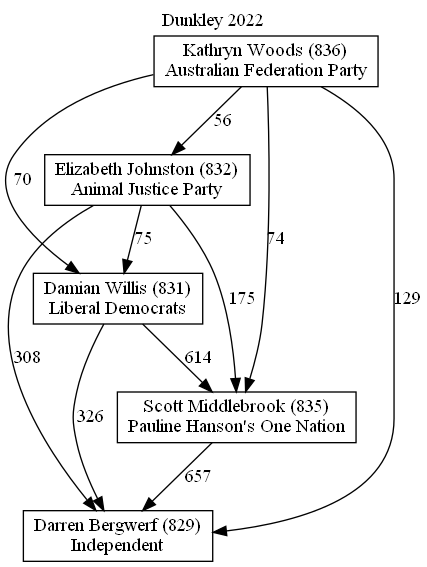 Dunkley 2022
Kathryn Woods (836)
Australian Federation Party
56
Elizabeth Johnston (832)
Animal Justice Party
70
75
74
Damian Willis (831)
Liberal Democrats
175
129
308
614
326
Scott Middlebrook (835)
Pauline Hanson's One Nation
657
Darren Bergwerf (829)
Independent